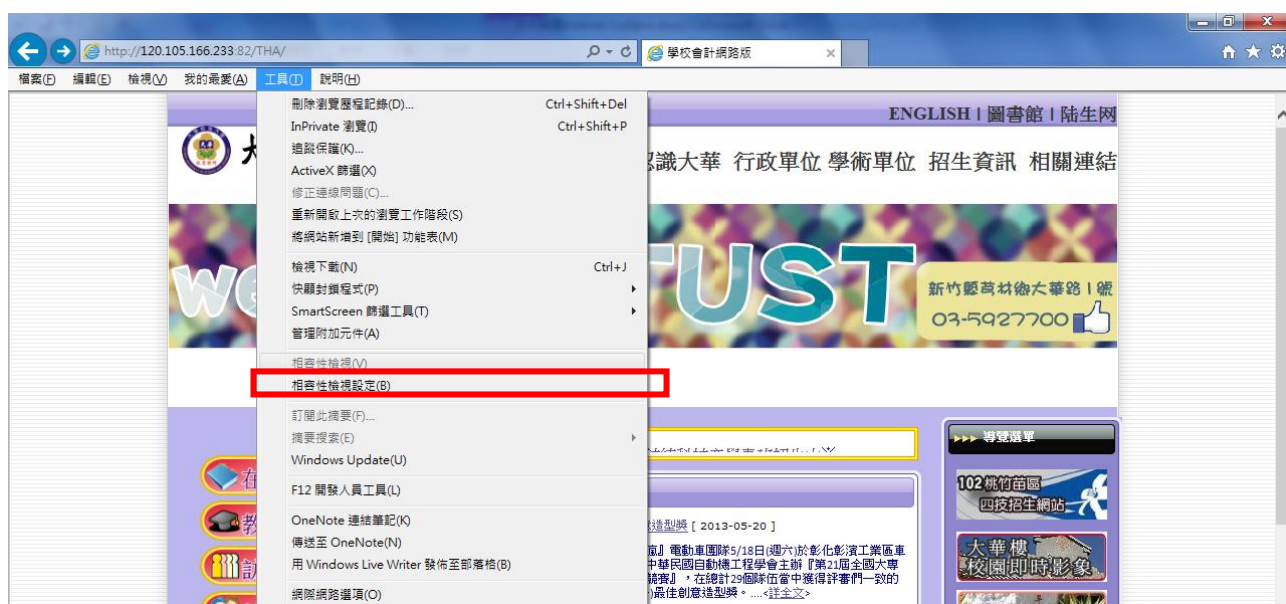 http://120.105.166.233:82/THA/
學校會計網路版
檔案(F) 編輯(E) 檢視(V) 我的最愛(A) 工具(T) 說明(H)
刪除瀏覽歷程記錄(D)... Ctrl+Shift+Del
InPrivate 瀏覽(I) Ctrl+Shift+P
追蹤保護(K)...
ActiveX 篩選(X)
修正連線問題(C)...
重新開啟上次的瀏覽工作階段(S)
將網站新增到 [開始] 功能表(M)
檢視下載(N) Ctrl+J
快顯封鎖程式(P)
SmartScreen 篩選工具(T)
管理附加元件(A)
相容性檢視(V)
相容性檢視設定(B)
訂閱此摘要(F)...
摘要搜索(E)
Windows Update(U)
F12 開發人員工具(L)
OneNote 連結筆記(K)
傳送至 OneNote(N)
用 Windows Live Writer 發佈至部落格(B)
網際網路選項(O)
ENGLISH | 圖書館 | 陆生网
大
識大華 行政單位 學術單位 招生資訊 相關連結
We
TUST
新竹縣芎林鄉大華路1號
03-5927700
在
教
訪
造型獎 [ 2013-05-20 ]
電動車團隊5/18日(週六)於彰化彰濱工業區車
中華民國自動機工程學會主辦『第21屆全國大專
競賽』,在總計29個隊伍當中獲得評審們一致的
最佳創意造型獎。....<詳全文>
導覽選單
102桃竹苗區
四技招生網站
大華樓
校園即時影象